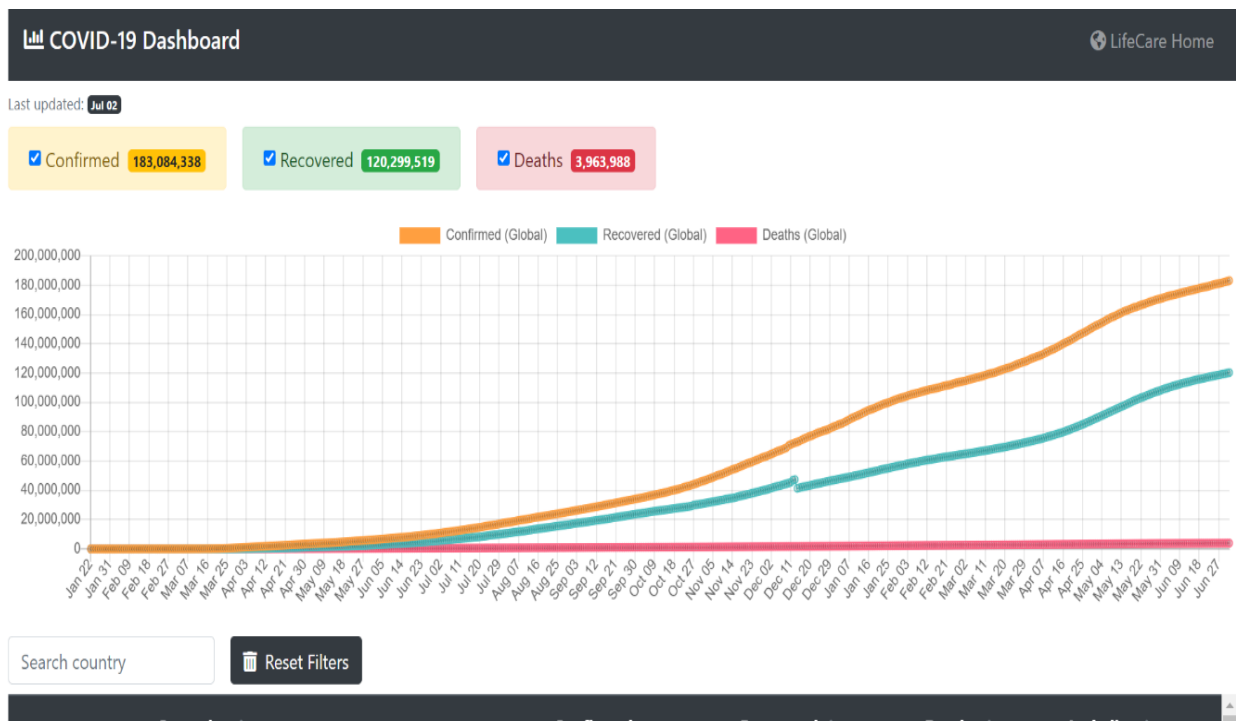 COVID-19 Dashboard
LifeCare Home
Last updated: Jul 02
Confirmed 183,084,338
Recovered 120,299,519
Deaths 3,963,988
Confirmed (Global) Recovered (Global) Deaths (Global)
200,000,000
180,000,000
160,000,000
140,000,000
120,000,000
100,000,000
80,000,000
60,000,000
40,000,000
20,000,000
0
Jan 22 Jan 31 Feb 09 Feb 18 Feb 27 Mar 07 Mar 16 Mar 25 Apr 03 Apr 12 Apr 21 Apr 30 May 09 May 18 May 27 Jun 05 Jun 14 Jun 23 Jul 02 Jul 11 Jul 20 Jul 29 Aug 07 Aug 16 Aug 25 Sep 03 Sep 12 Sep 21 Sep 30 Oct 09 Oct 18 Oct 27 Nov 05 Nov 14 Nov 23 Dec 02 Dec 11 Dec 20 Dec 29 Jan 07 Jan 16 Jan 25 Feb 03 Feb 12 Feb 21 Mar 02 Mar 11 Mar 20 Mar 29 Apr 07 Apr 16 Apr 25 May 04 May 13 May 22 May 31 Jun 09 Jun 18 Jun 27
Search country
Reset Filters